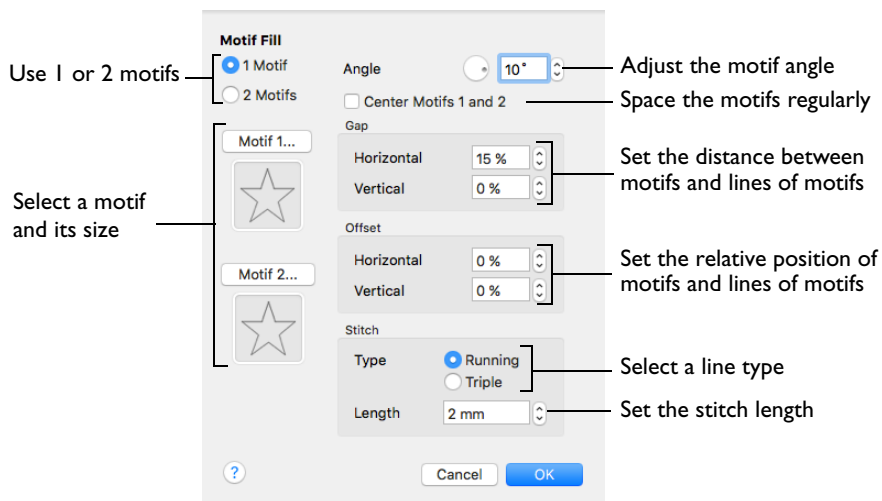 Motif Fill
Use 1 or 2 motifs
1 Motif
2 Motifs
Angle
10°
Adjust the motif angle
Center Motifs 1 and 2
Space the motifs regularly
Motif 1...
Select a motif
and its size
Motif 2...
Gap
Horizontal
15 %
Vertical
0 %
Set the distance between
motifs and lines of motifs
Offset
Horizontal
0 %
Vertical
0 %
Set the relative position of
motifs and lines of motifs
Stitch
Type
Running
Triple
Select a line type
Length
2 mm
Set the stitch length
?
Cancel
OK